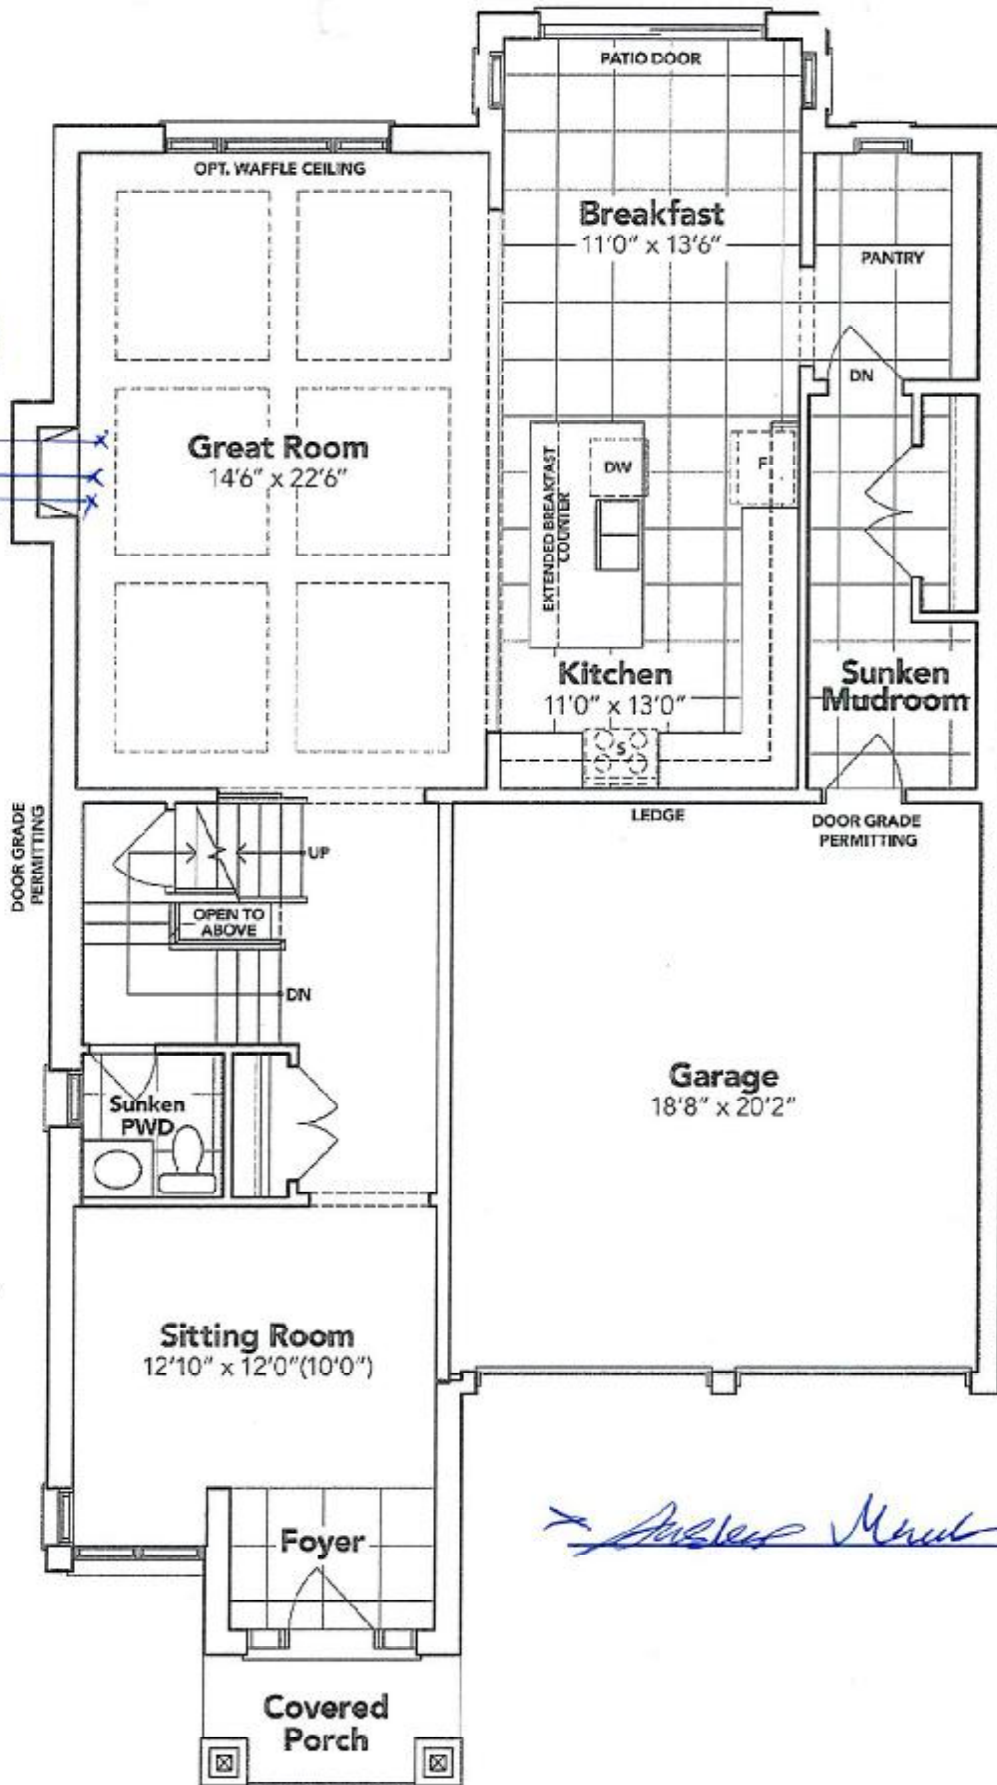 PATIO DOOR
OPT. WAFFLE CEILING
Breakfast
11'0" x 13'6"
PANTRY
DN
Great Room
14'6" x 22'6"
DW
F
EXTENDED BREAKFAST
COUNTER
Kitchen
11'0" x 13'0"
S
Sunken
Mudroom
LEDGE
DOOR GRADE
PERMITTING
DOOR GRADE
PERMITTING
UP
OPEN TO
ABOVE
DN
Sunken
PWD
Garage
18'8" x 20'2"
Sitting Room
12'10" x 12'0"(10'0")
Foyer
Covered
Porch